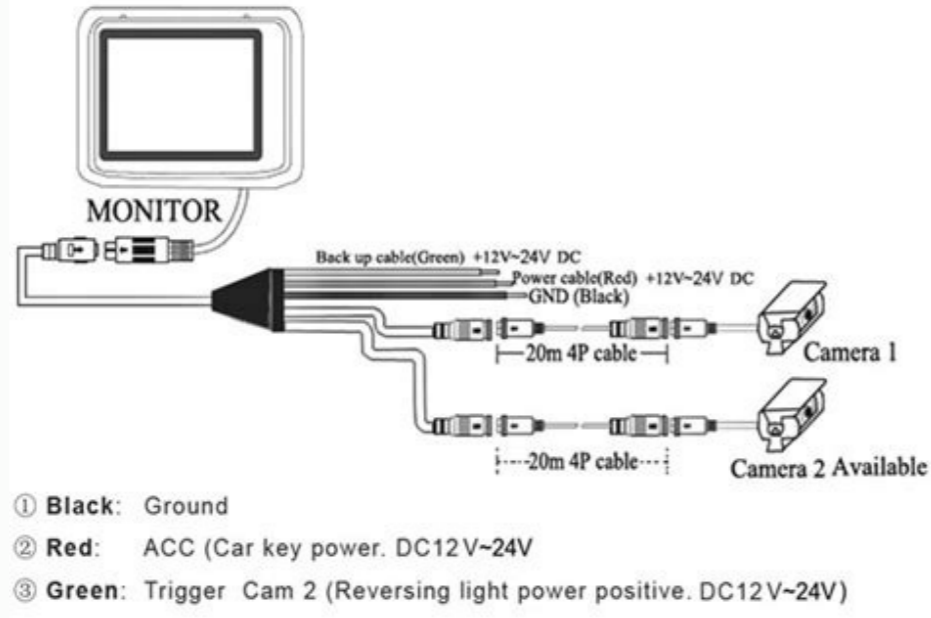 MONITOR
Back up cable(Green) +12V~24V DC
Power cable(Red) +12V~24V DC
GND (Black)
20m 4P cable
Camera 1
20m 4P cable
Camera 2 Available
① Black: Ground
② Red: ACC (Car key power. DC12V~24V
③ Green: Trigger Cam 2 (Reversing light power positive. DC12V~24V)